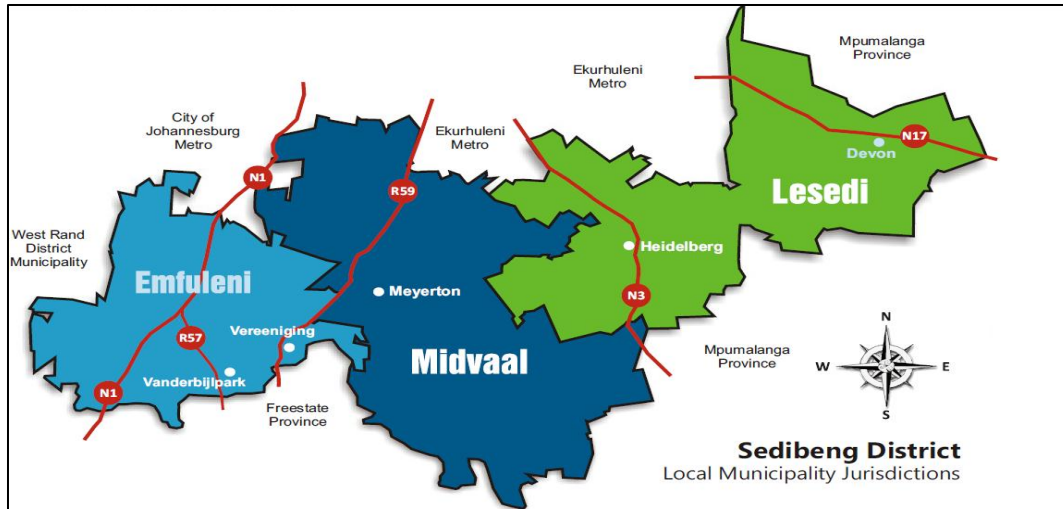 Mpumalanga
Province
Ekurhuleni
Metro
City of
Johannesburg
Metro
Ekurhuleni
Metro
N17
Devon
N1
R59
Lesedi
West Rand
District
Municipality
Heidelberg
Emfuleni
Meyerton
N3
Vereeniging
R57
Midvaal
Mpumalanga
Province
N
W
E
S
Vanderbijlpark
N1
Freestate
Province
Sedibeng District
Local Municipality Jurisdictions